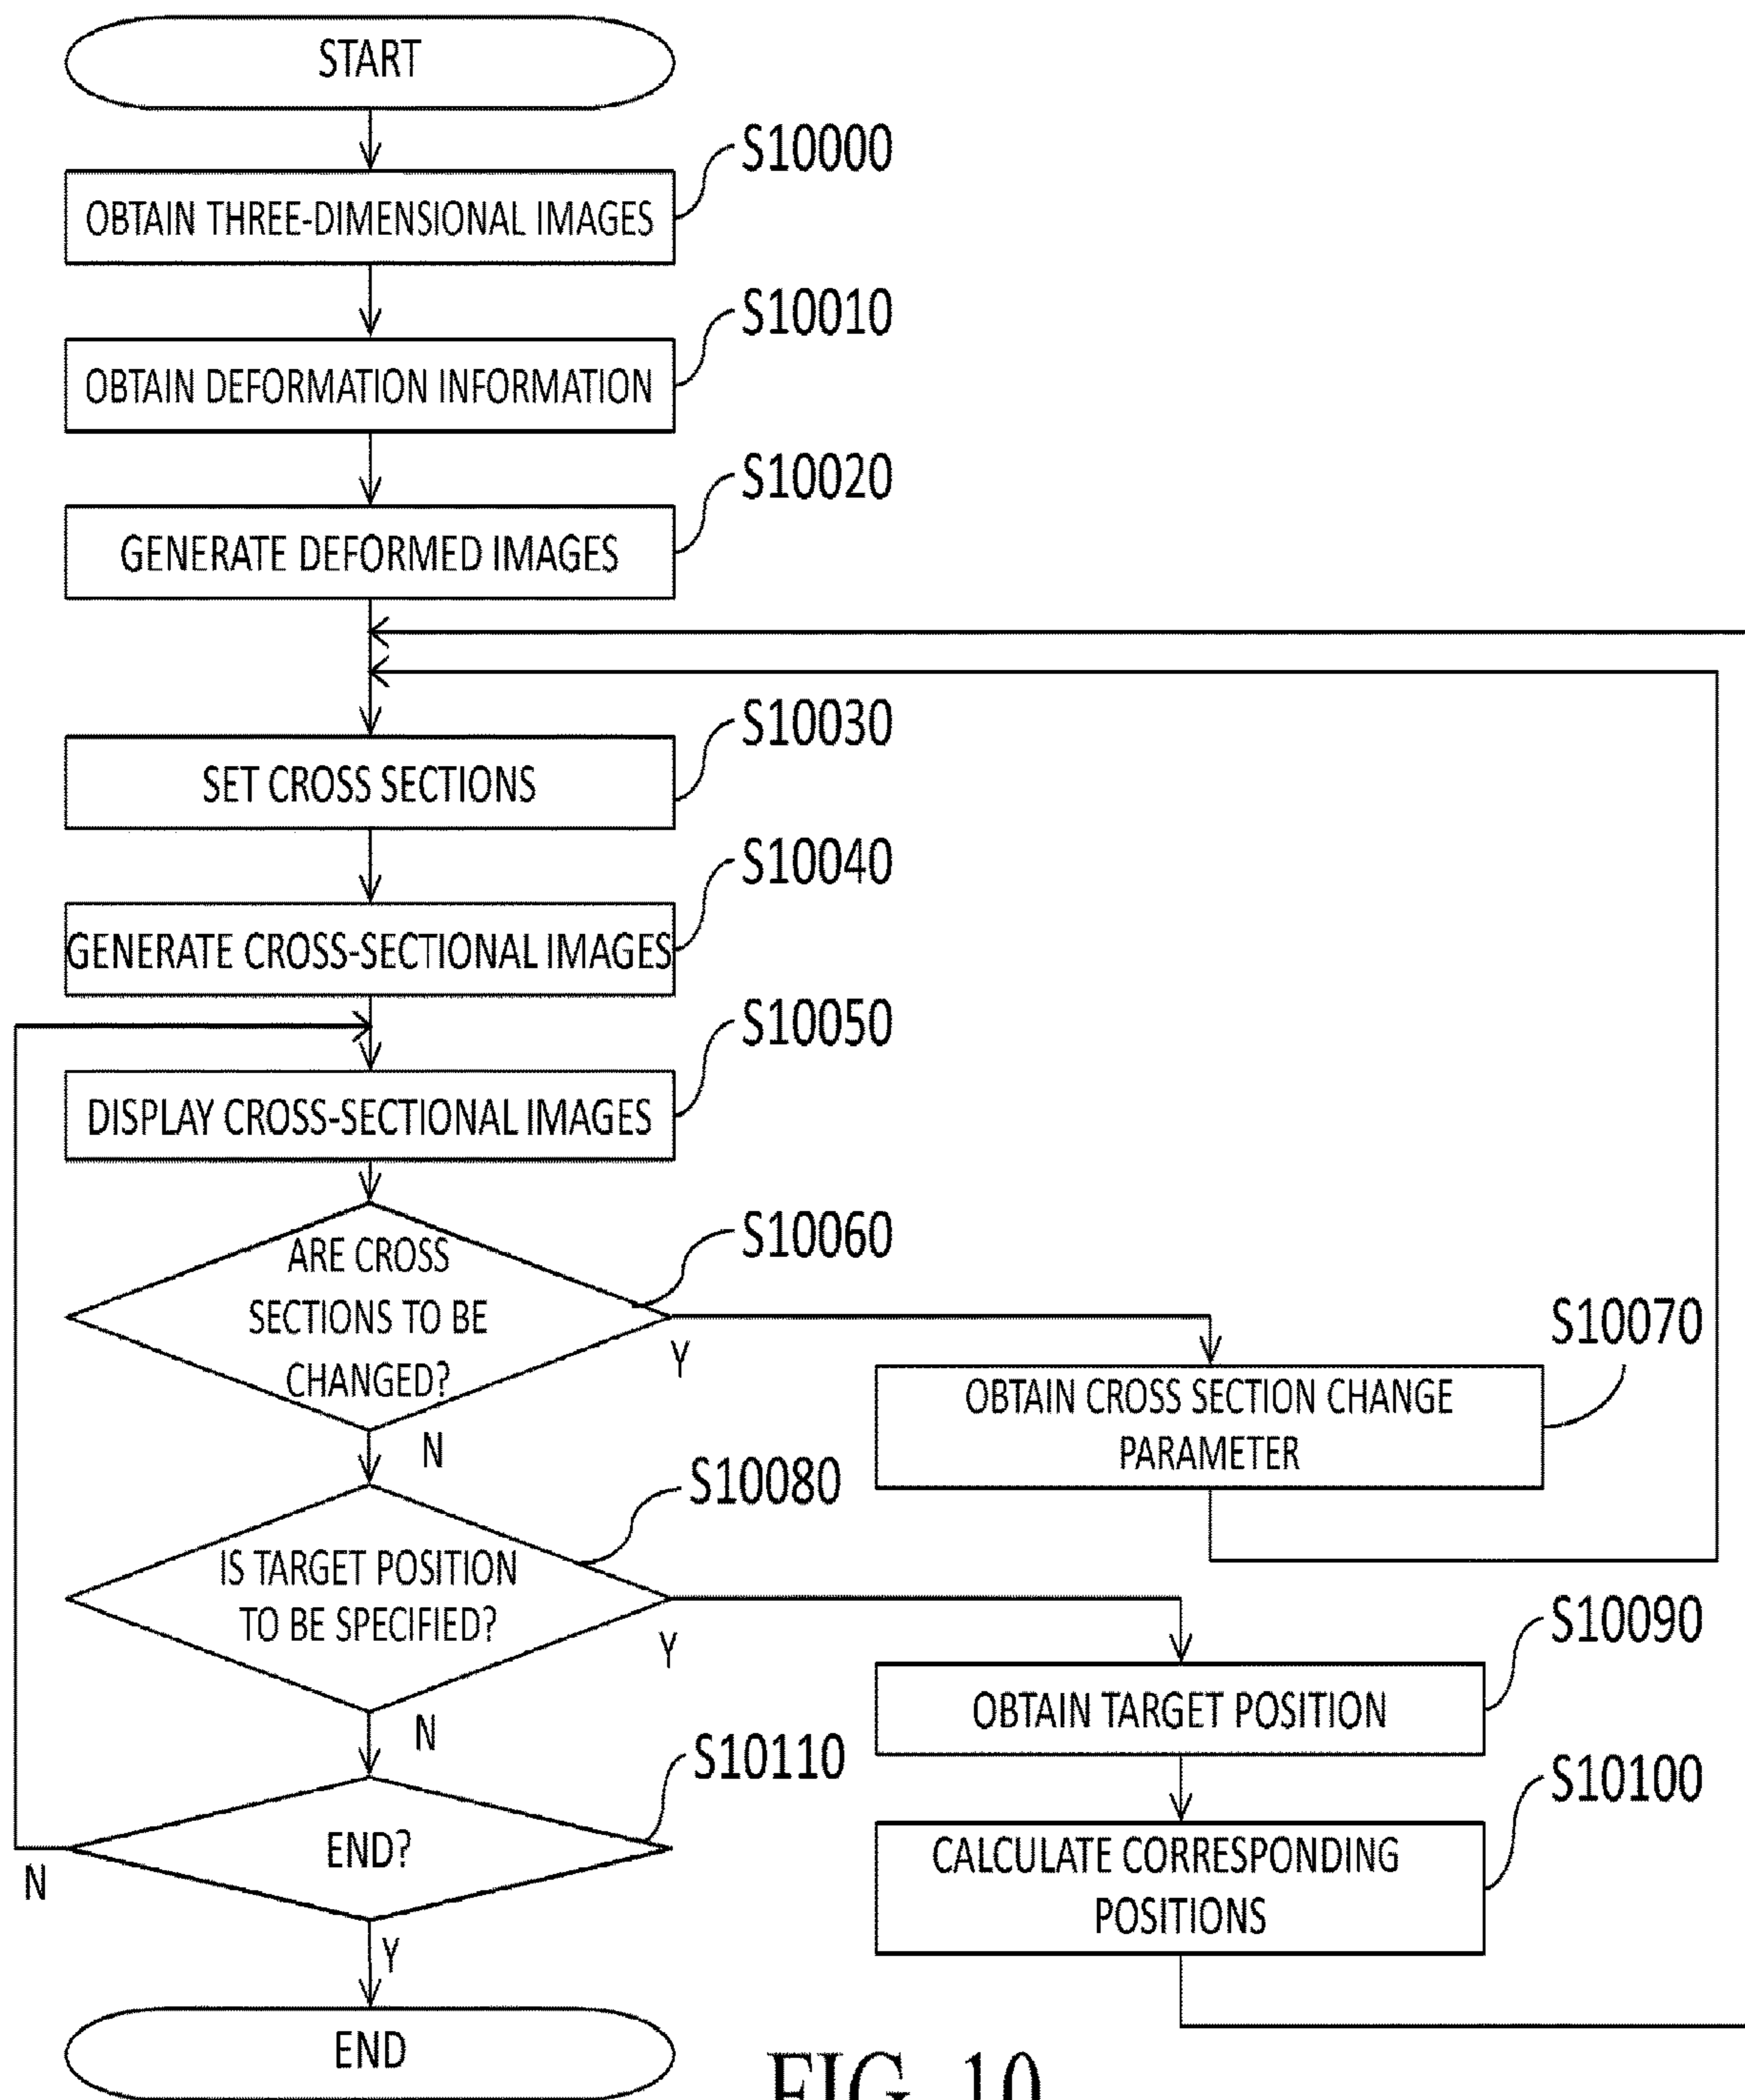 START
S10000
OBTAIN THREE-DIMENSIONAL IMAGES
S10010
OBTAIN DEFORMATION INFORMATION
S10020
GENERATE DEFORMED IMAGES
S10030
SET CROSS SECTIONS
S10040
GENERATE CROSS-SECTIONAL IMAGES
S10050
DISPLAY CROSS-SECTIONAL IMAGES
S10060
ARE CROSS
SECTIONS TO BE
CHANGED?
Y
N
S10070
OBTAIN CROSS SECTION CHANGE
PARAMETER
S10080
IS TARGET POSITION
TO BE SPECIFIED?
Y
N
S10090
OBTAIN TARGET POSITION
S10100
CALCULATE CORRESPONDING
POSITIONS
S10110
END?
N
Y
END
FIG. 10